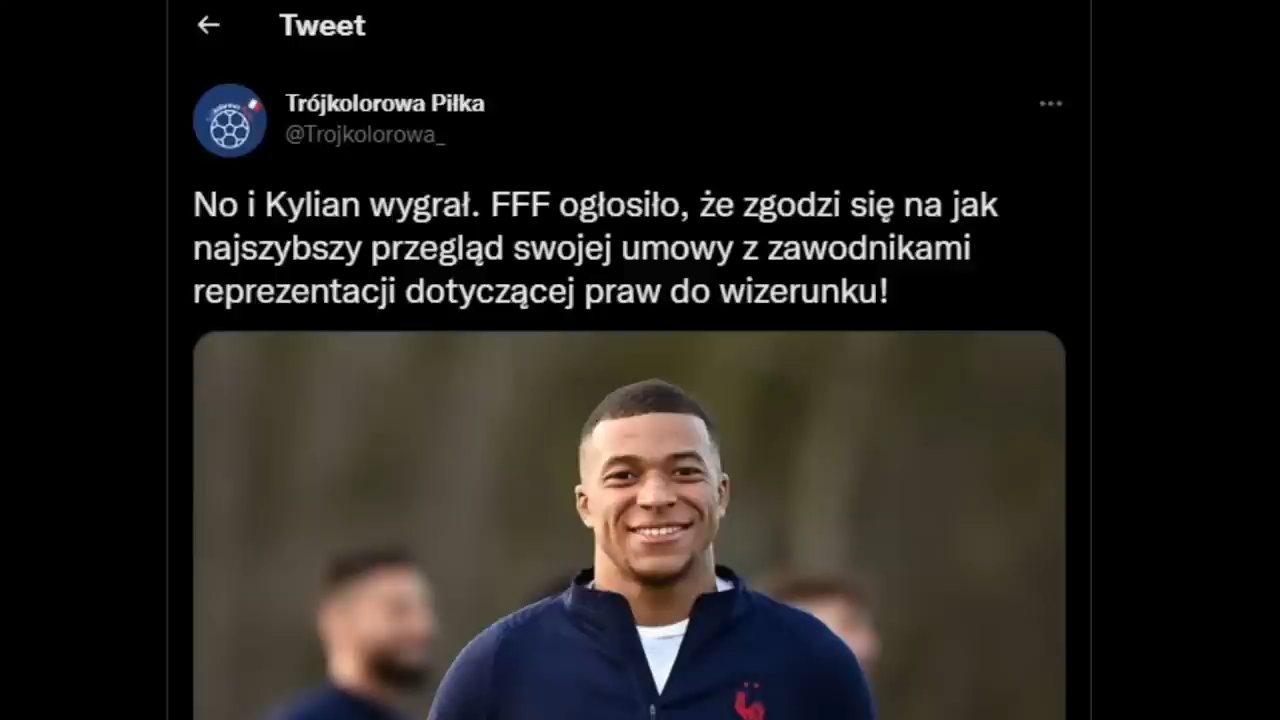 Tweet
Trójkolorowa Piłka
@Trojkolorowa_
No i Kylian wygrał. FFF ogłosiło, że zgodzi się na jak
najszybszy przegląd swojej umowy z zawodnikami
reprezentacji dotyczącej praw do wizerunku!